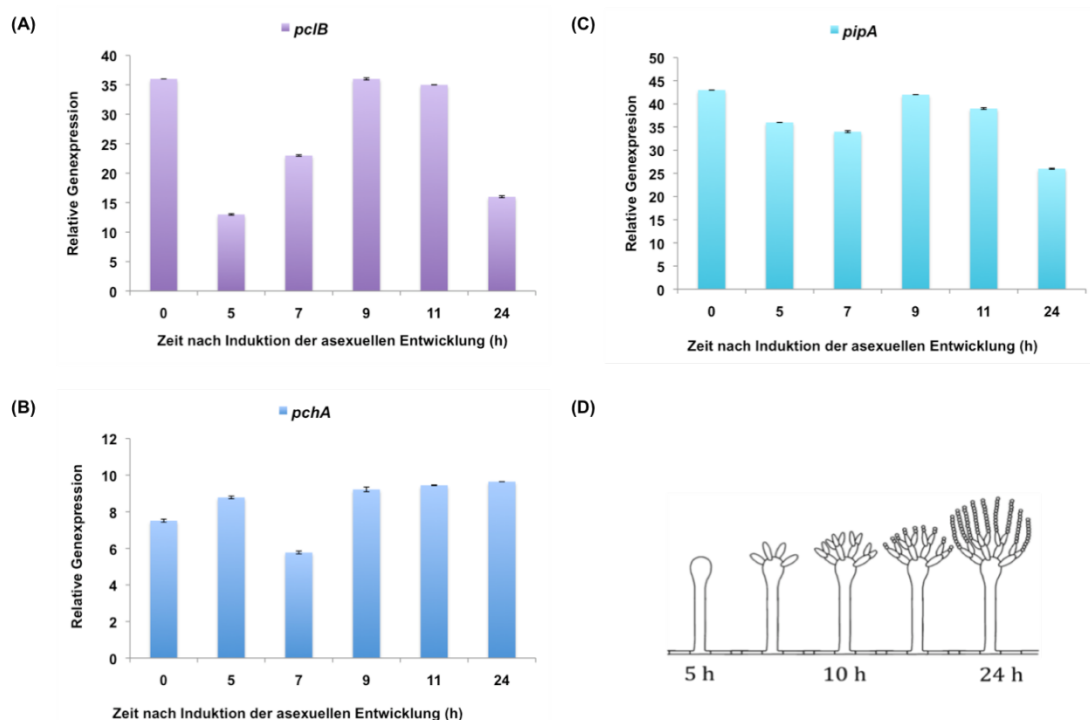 (A)
pclB
Relative Genexpression
40
35
30
25
20
15
10
5
0
0 5 7 9 11 24
Zeit nach Induktion der asexuellen Entwicklung (h)
(C)
pipA
Relative Genexpression
50
45
40
35
30
25
20
15
10
5
0
0 5 7 9 11 24
Zeit nach Induktion der asexuellen Entwicklung (h)
(B)
pchA
Relative Genexpression
12
10
8
6
4
2
0
0 5 7 9 11 24
Zeit nach Induktion der asexuellen Entwicklung (h)
(D)
5 h 10 h 24 h